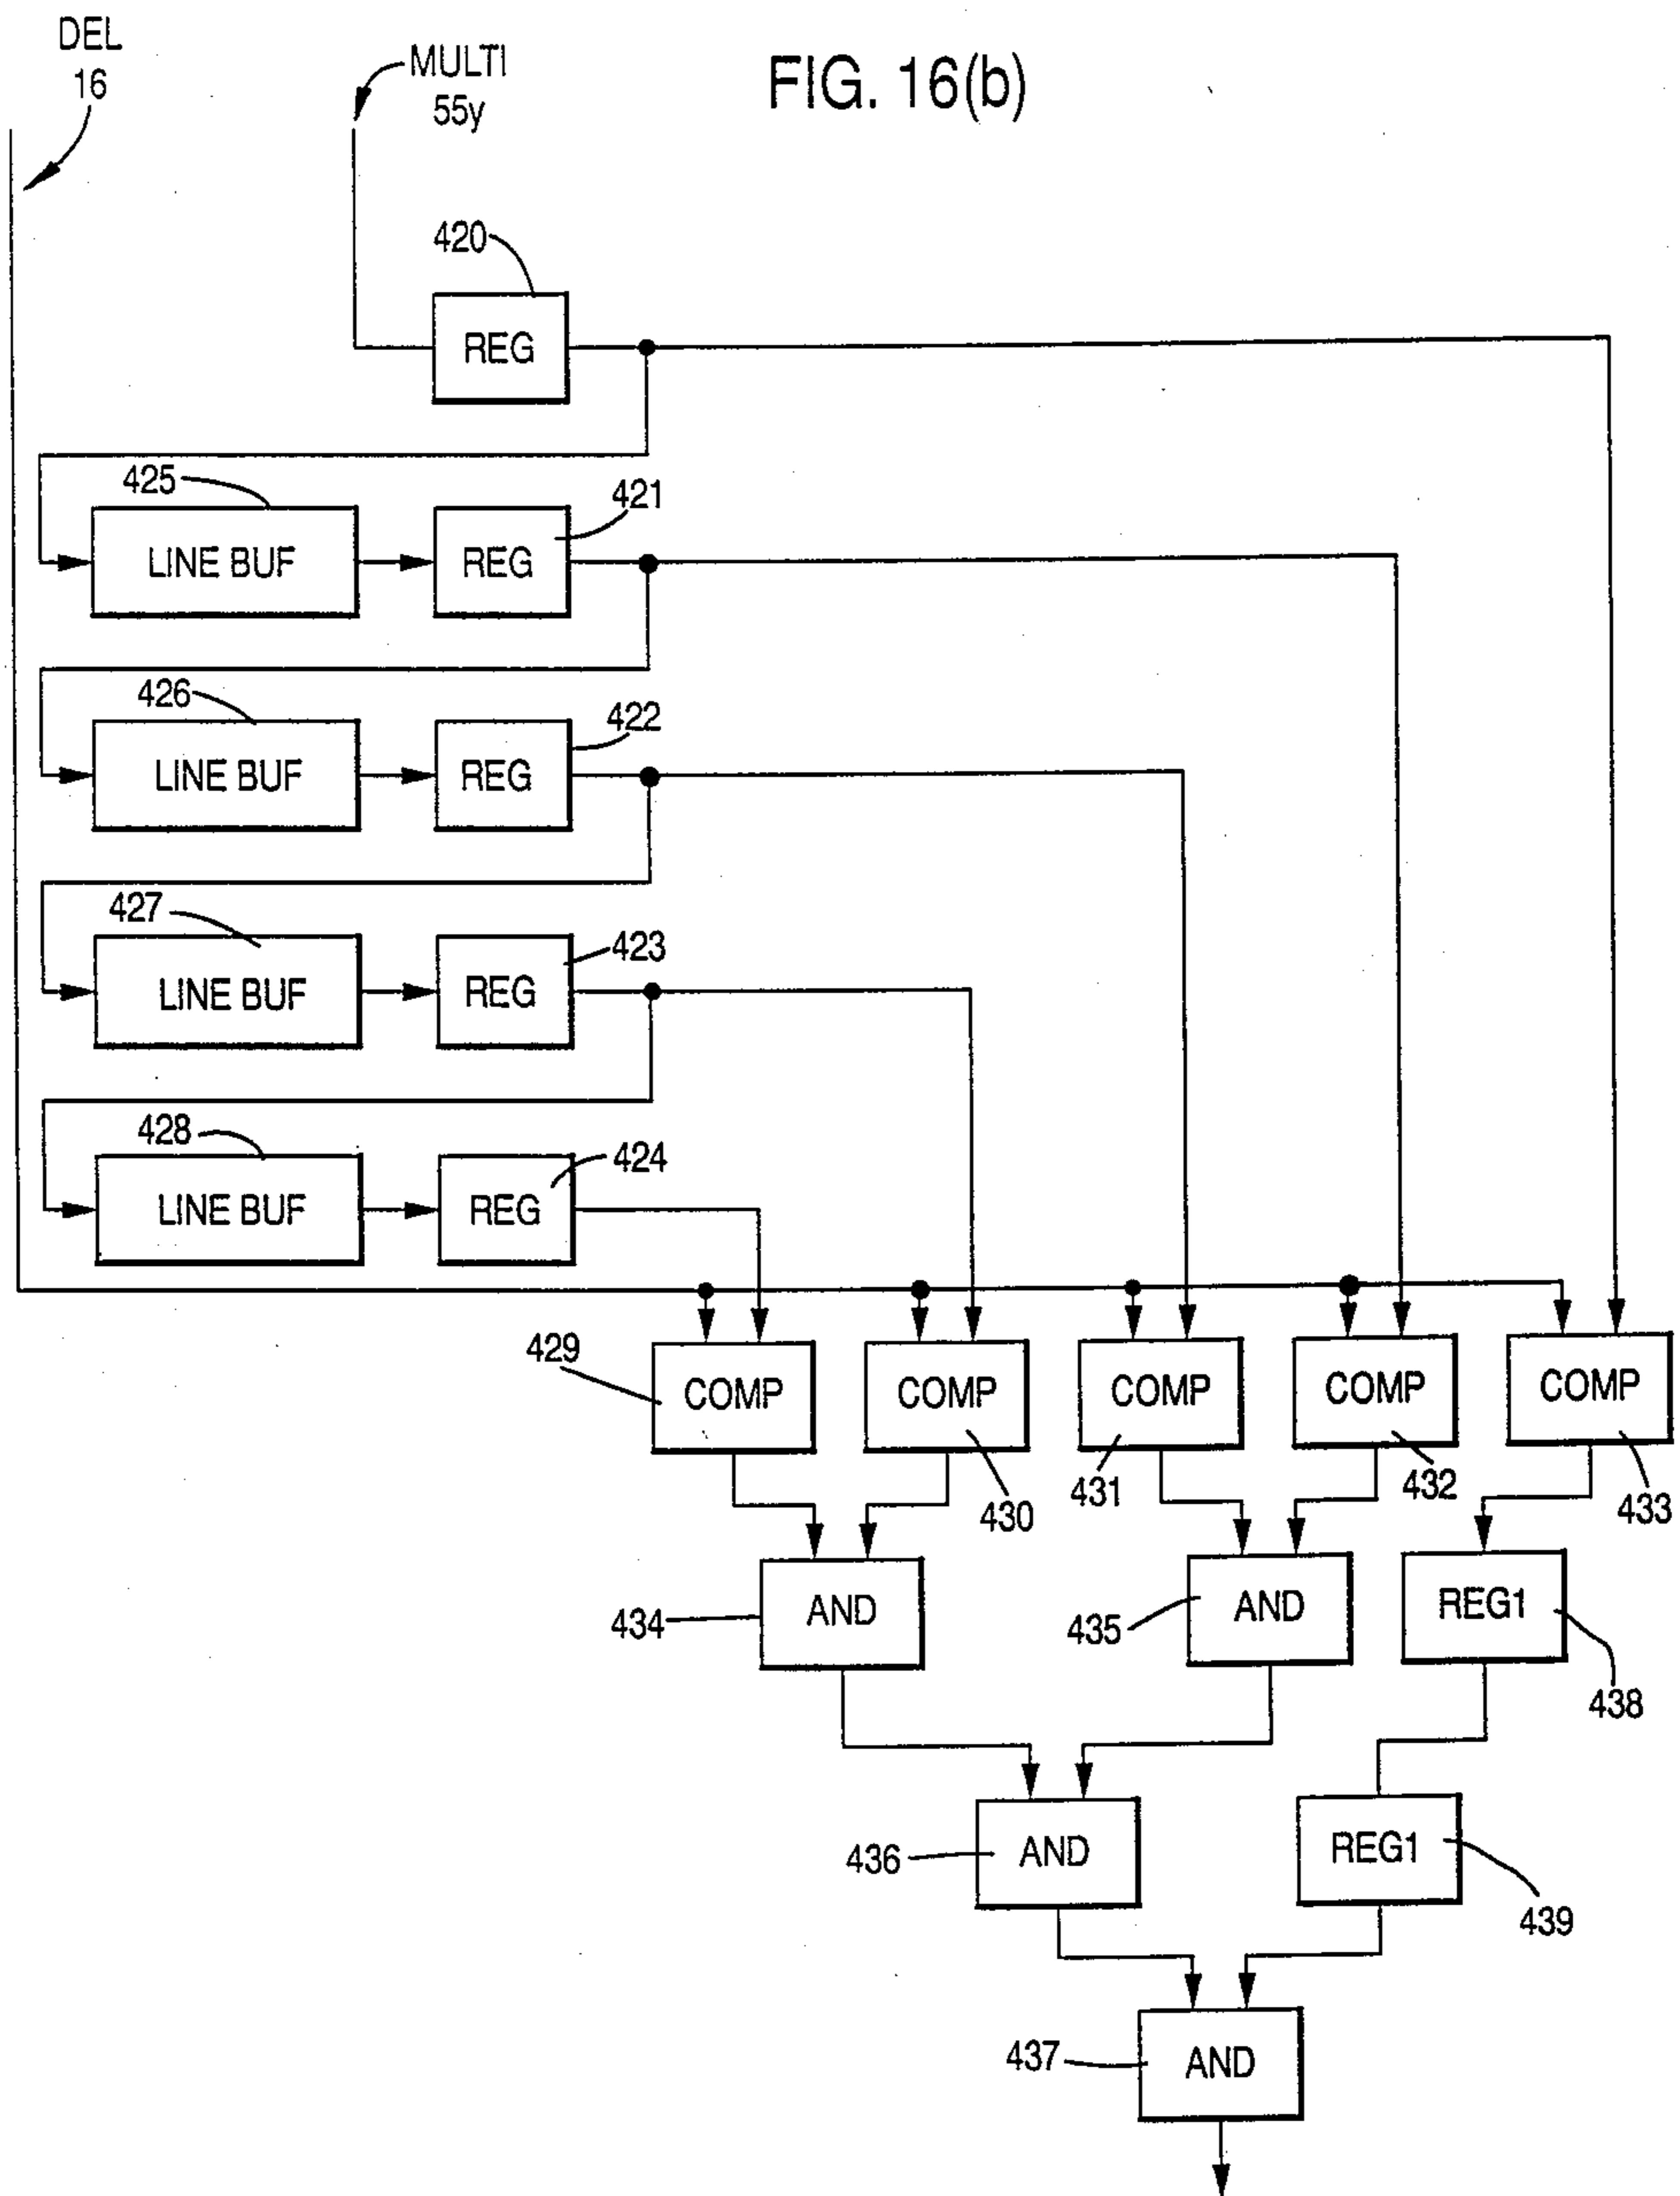 DEL
16
MULTI
55y
FIG. 16(b)
420
REG
425
421
LINE BUF
REG
426
422
LINE BUF
REG
427
423
LINE BUF
REG
428
424
LINE BUF
REG
429
COMP
COMP
COMP
COMP
COMP
430
431
432
433
434
AND
435
AND
REG1
438
436
AND
REG1
439
437
AND